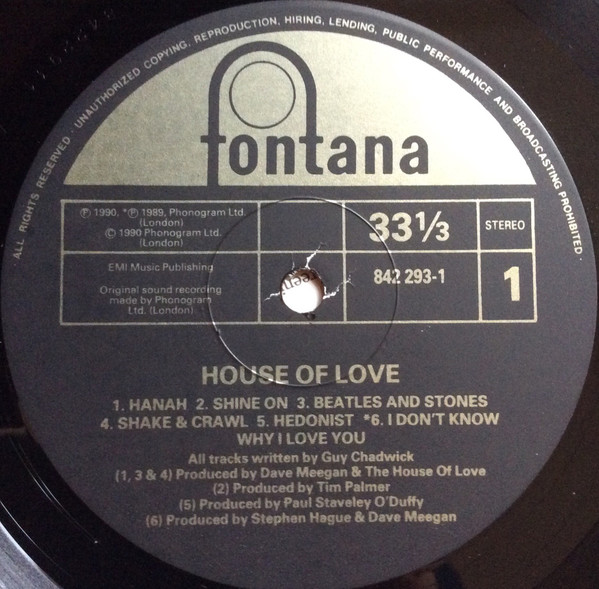 ALL RIGHTS RESERVED · UNAUTHORIZED COPYING, REPRODUCTION, HIRING, LENDING, PUBLIC PERFORMANCE AND BROADCASTING PROHIBITED ·
fontana
℗ 1990, *℗ 1989, Phonogram Ltd.
(London)
© 1990 Phonogram Ltd.
(London)
33⅓
STEREO
EMI Music Publishing
Original sound recording
made by Phonogram
Ltd. (London)
842 293-1
1
HOUSE OF LOVE
1. HANAH 2. SHINE ON 3. BEATLES AND STONES
4. SHAKE & CRAWL 5. HEDONIST *6. I DON'T KNOW
WHY I LOVE YOU
All tracks written by Guy Chadwick
(1, 3 & 4) Produced by Dave Meegan & The House Of Love
(2) Produced by Tim Palmer
(5) Produced by Paul Staveley O'Duffy
(6) Produced by Stephen Hague & Dave Meegan